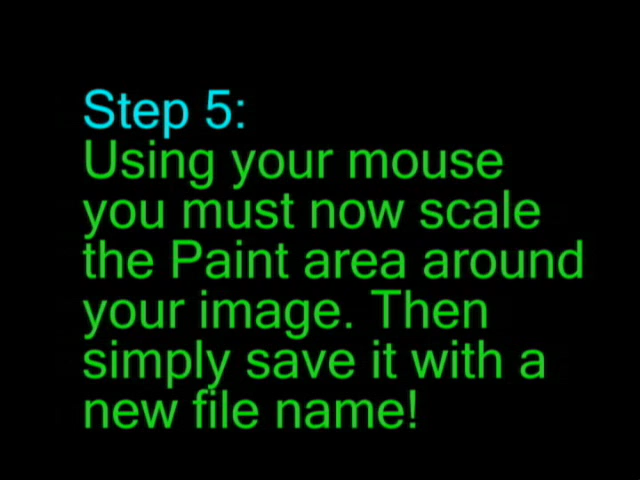 Step 5:
Using your mouse
you must now scale
the Paint area around
your image. Then
simply save it with a
new file name!